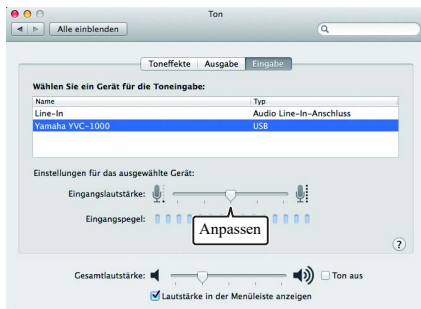 Ton
Alle einblenden
Toneffekte Ausgabe Eingabe
Wählen Sie ein Gerät für die Toneingabe:
Name Typ
Line-In Audio Line-In-Anschluss
Yamaha YVC-1000 USB
Einstellungen für das ausgewählte Gerät:
Eingangslautstärke:
Eingangspegel:
Anpassen
?
Gesamtlautstärke: Ton aus
Lautstärke in der Menüleiste anzeigen